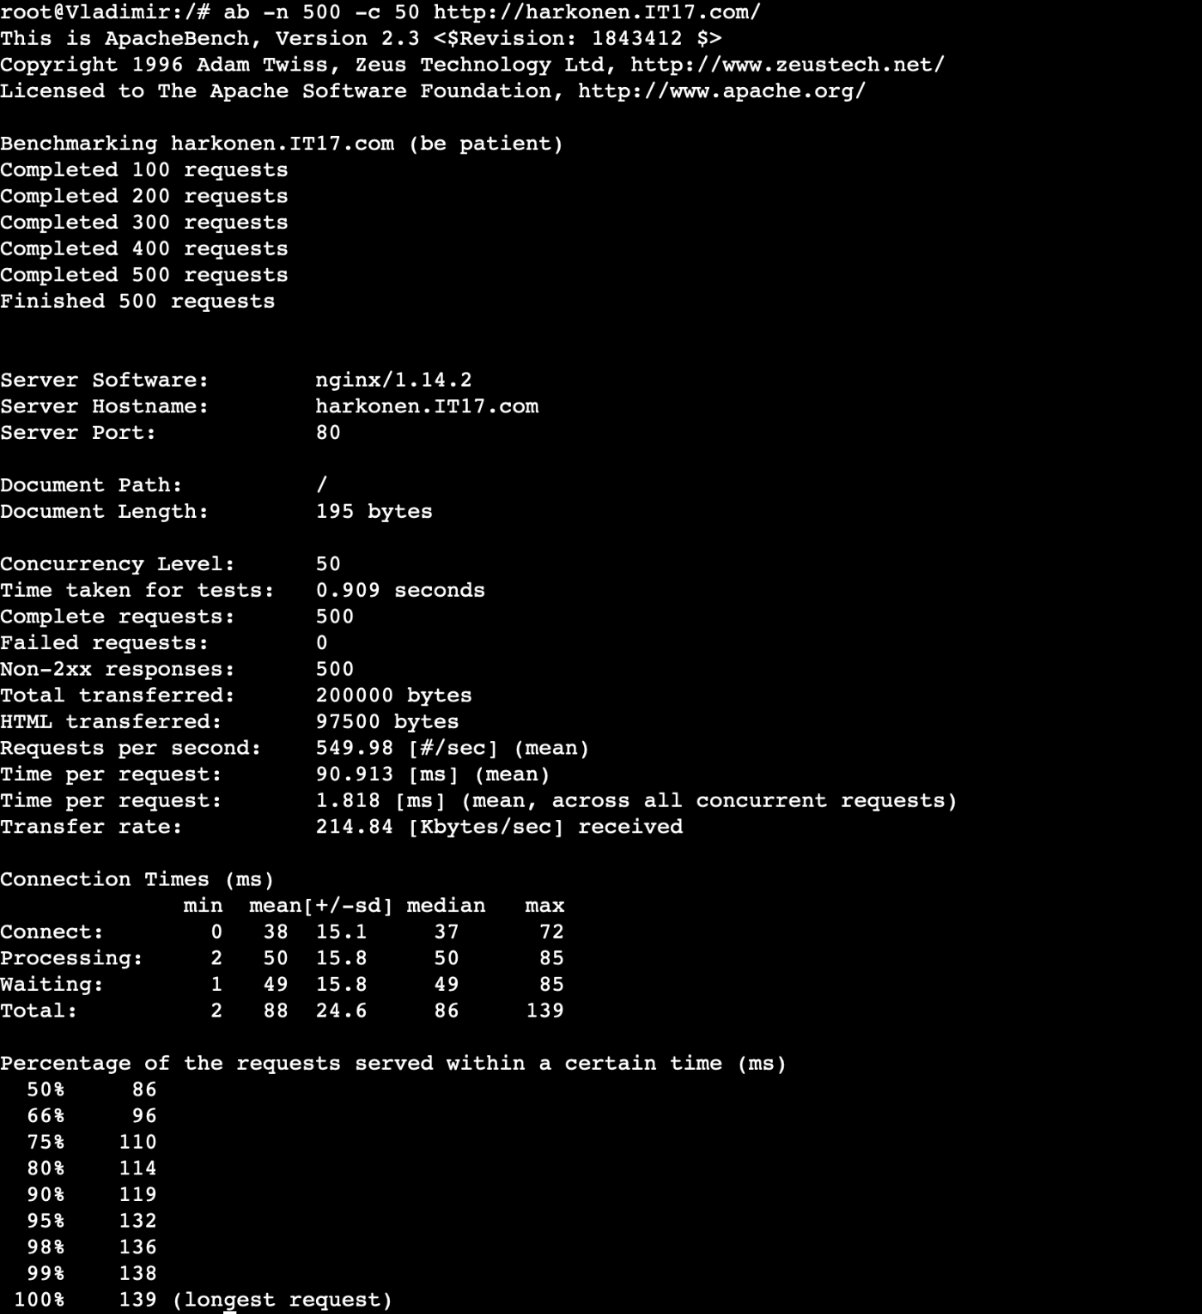 root@Vladimir:/# ab -n 500 -c 50 http://harkonen.IT17.com/
This is ApacheBench, Version 2.3 <$Revision: 1843412 $>
Copyright 1996 Adam Twiss, Zeus Technology Ltd, http://www.zeustech.net/
Licensed to The Apache Software Foundation, http://www.apache.org/

Benchmarking harkonen.IT17.com (be patient)
Completed 100 requests
Completed 200 requests
Completed 300 requests
Completed 400 requests
Completed 500 requests
Finished 500 requests


Server Software:        nginx/1.14.2
Server Hostname:        harkonen.IT17.com
Server Port:            80

Document Path:          /
Document Length:        195 bytes

Concurrency Level:      50
Time taken for tests:   0.909 seconds
Complete requests:      500
Failed requests:        0
Non-2xx responses:      500
Total transferred:      200000 bytes
HTML transferred:       97500 bytes
Requests per second:    549.98 [#/sec] (mean)
Time per request:       90.913 [ms] (mean)
Time per request:       1.818 [ms] (mean, across all concurrent requests)
Transfer rate:          214.84 [Kbytes/sec] received

Connection Times (ms)
              min  mean[+/-sd] median   max
Connect:        0   38  15.1     37      72
Processing:     2   50  15.8     50      85
Waiting:        1   49  15.8     49      85
Total:          2   88  24.6     86     139

Percentage of the requests served within a certain time (ms)
  50%     86
  66%     96
  75%    110
  80%    114
  90%    119
  95%    132
  98%    136
  99%    138
 100%    139 (longest request)